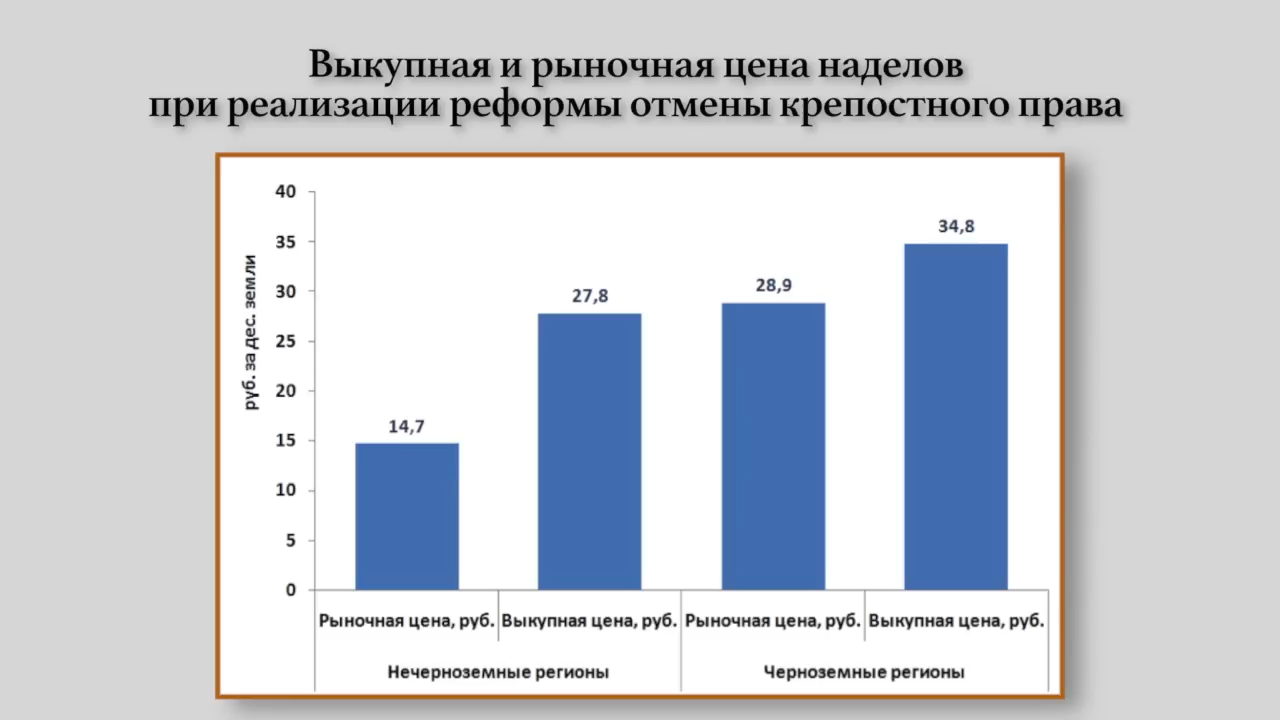 Выкупная и рыночная цена наделов
при реализации реформы отмены крепостного права
руб. за дес. земли
40
35
30
25
20
15
10
5
0
14,7
27,8
28,9
34,8
Рыночная цена, руб.
Выкупная цена, руб.
Рыночная цена, руб.
Выкупная цена, руб.
Нечерноземные регионы
Черноземные регионы